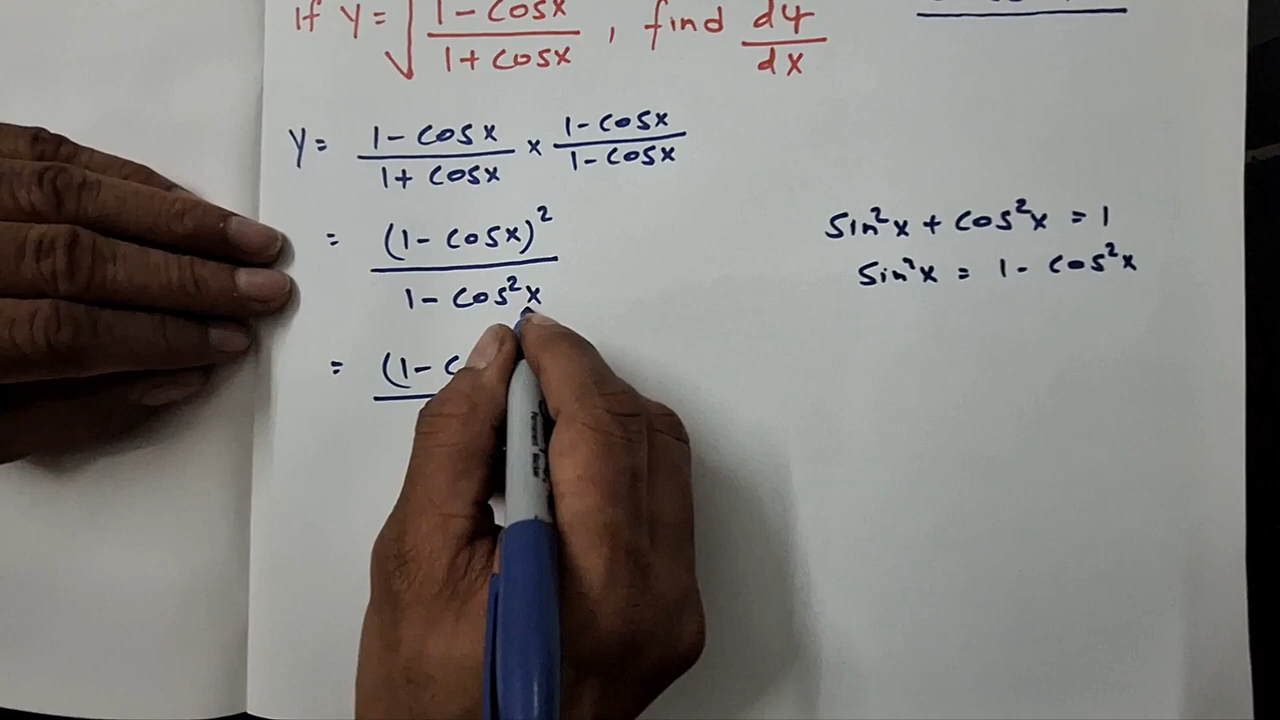 If y = √(1 - cosx / 1 + cosx) , find dy/dx
y = (1 - cosx / 1 + cosx) x (1 - cosx / 1 - cosx)
= (1 - cosx)² / 1 - cos²x
sin²x + cos²x = 1
sin²x = 1 - cos²x
= (1 - c